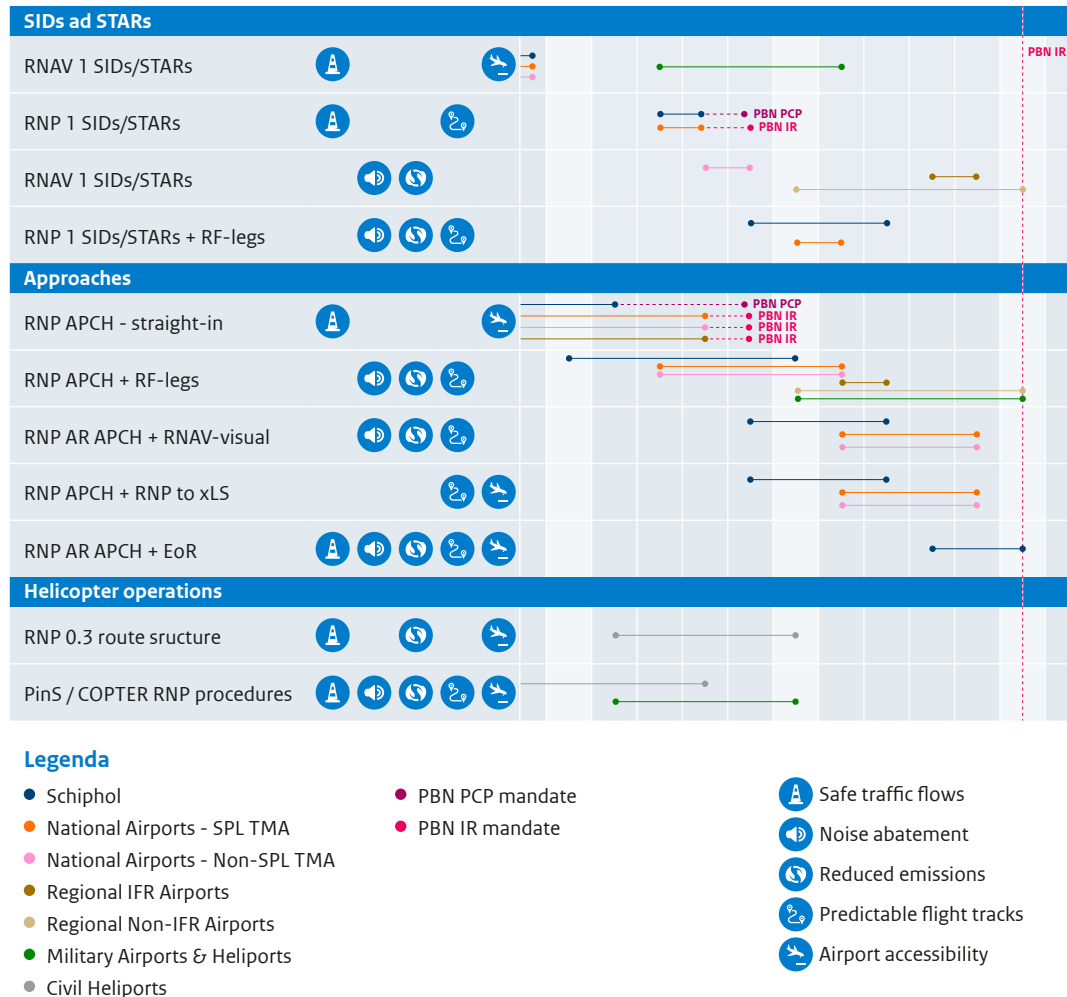 SIDs ad STARs
RNAV 1 SIDs/STARs
PBN IR
RNP 1 SIDs/STARs
PBN PCP
PBN IR
RNAV 1 SIDs/STARs
RNP 1 SIDs/STARs + RF-legs
Approaches
RNP APCH - straight-in
PBN PCP
PBN IR
PBN IR
PBN IR
RNP APCH + RF-legs
RNP AR APCH + RNAV-visual
RNP APCH + RNP to xLS
RNP AR APCH + EoR
Helicopter operations
RNP 0.3 route sructure
PinS / COPTER RNP procedures
Legenda
Schiphol
National Airports - SPL TMA
National Airports - Non-SPL TMA
Regional IFR Airports
Regional Non-IFR Airports
Military Airports & Heliports
Civil Heliports
PBN PCP mandate
PBN IR mandate
Safe traffic flows
Noise abatement
Reduced emissions
Predictable flight tracks
Airport accessibility